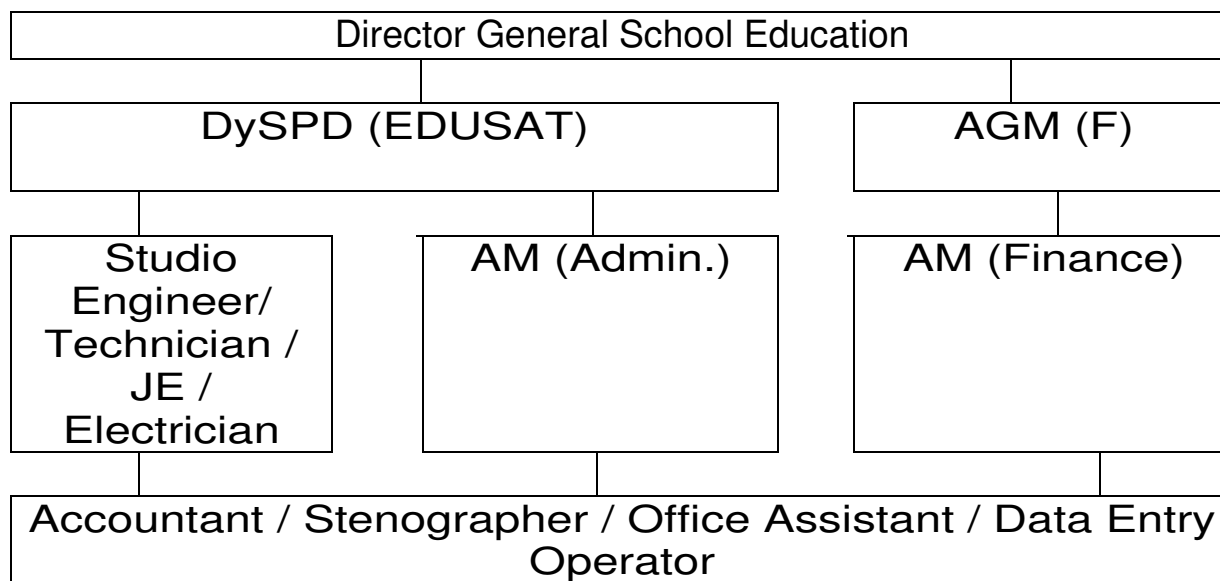 Director General School Education
DySPD (EDUSAT)
AGM (F)
Studio
Engineer/
Technician /
JE /
Electrician
AM (Admin.)
AM (Finance)
Accountant / Stenographer / Office Assistant / Data Entry
Operator